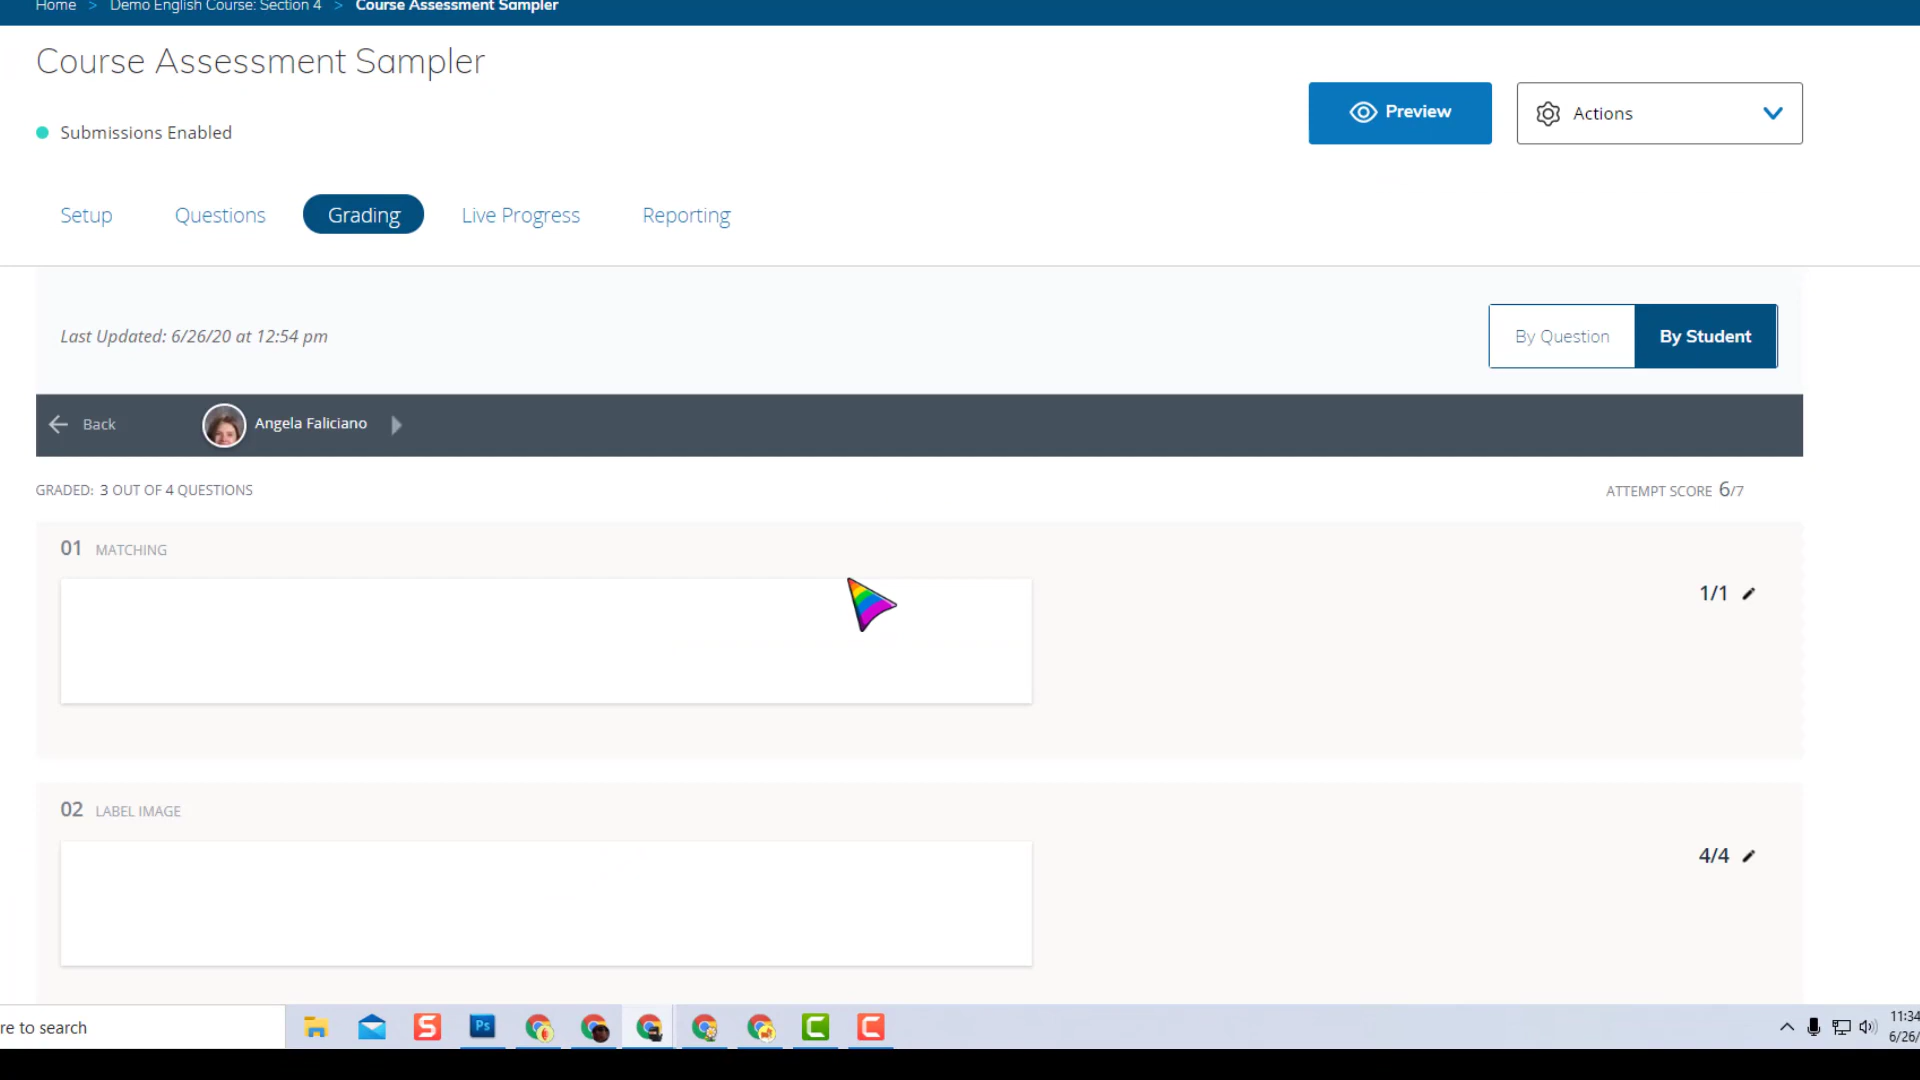 Home > Demo English Course: Section 4 > Course Assessment Sampler
Course Assessment Sampler
Submissions Enabled
Preview
Actions
Setup
Questions
Grading
Live Progress
Reporting
Last Updated: 6/26/20 at 12:54 pm
By Question
By Student
Back
Angela Faliciano
GRADED: 3 OUT OF 4 QUESTIONS
ATTEMPT SCORE 6/7
01 MATCHING
1/1
02 LABEL IMAGE
4/4
re to search
S
Ps
C
C
11:34
6/26/